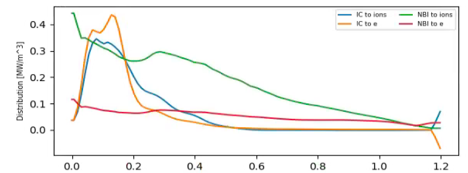 IC to ions
IC to e
NBI to ions
NBI to e
Distribution [MW/m^3]
0.4
0.3
0.2
0.1
0.0
0.0 0.2 0.4 0.6 0.8 1.0 1.2